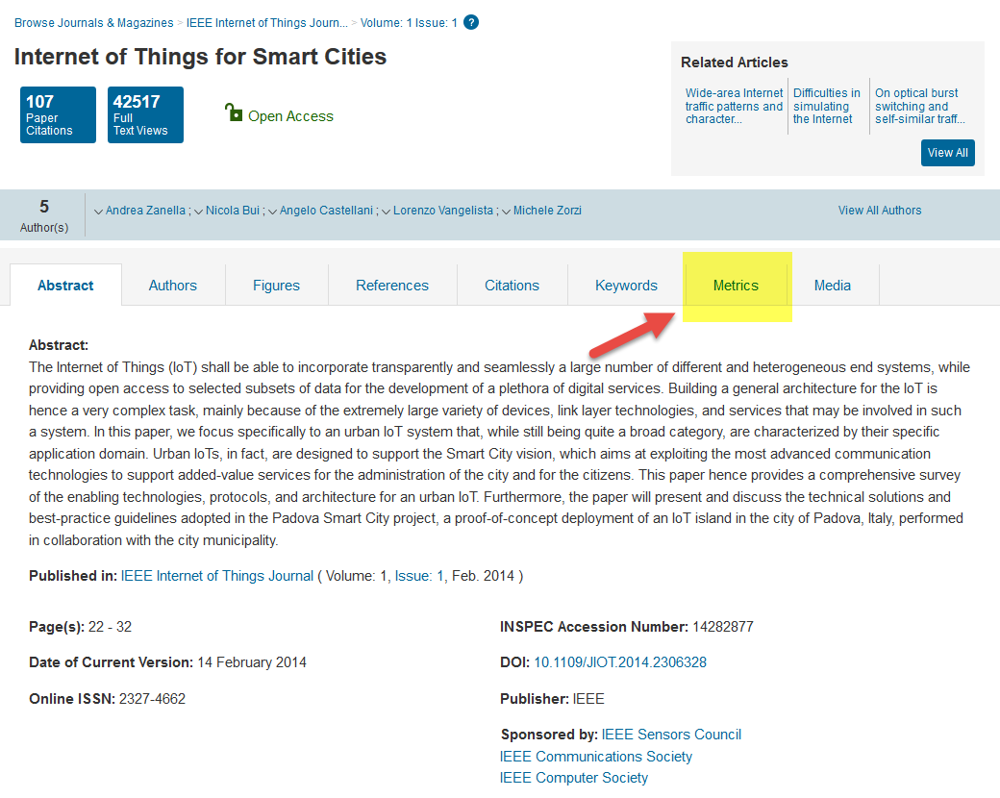 Browse Journals & Magazines > IEEE Internet of Things Journ... > Volume: 1 Issue: 1 ?
Internet of Things for Smart Cities
107
Paper
Citations
42517
Full
Text Views
Open Access
Related Articles
Wide-area Internet
traffic patterns and
character...
Difficulties in
simulating
the Internet
On optical burst
switching and
self-similar traff...
View All
5
Author(s)
Andrea Zanella ; Nicola Bui ; Angelo Castellani ; Lorenzo Vangelista ; Michele Zorzi
View All Authors
Abstract Authors Figures References Citations Keywords Metrics Media
Abstract:
The Internet of Things (IoT) shall be able to incorporate transparently and seamlessly a large number of different and heterogeneous end systems, while
providing open access to selected subsets of data for the development of a plethora of digital services. Building a general architecture for the IoT is
hence a very complex task, mainly because of the extremely large variety of devices, link layer technologies, and services that may be involved in such
a system. In this paper, we focus specifically to an urban IoT system that, while still being quite a broad category, are characterized by their specific
application domain. Urban IoTs, in fact, are designed to support the Smart City vision, which aims at exploiting the most advanced communication
technologies to support added-value services for the administration of the city and for the citizens. This paper hence provides a comprehensive survey
of the enabling technologies, protocols, and architecture for an urban IoT. Furthermore, the paper will present and discuss the technical solutions and
best-practice guidelines adopted in the Padova Smart City project, a proof-of-concept deployment of an IoT island in the city of Padova, Italy, performed
in collaboration with the city municipality.
Published in: IEEE Internet of Things Journal ( Volume: 1, Issue: 1, Feb. 2014 )
Page(s): 22 - 32
Date of Current Version: 14 February 2014
Online ISSN: 2327-4662
INSPEC Accession Number: 14282877
DOI: 10.1109/JIOT.2014.2306328
Publisher: IEEE
Sponsored by: IEEE Sensors Council
IEEE Communications Society
IEEE Computer Society